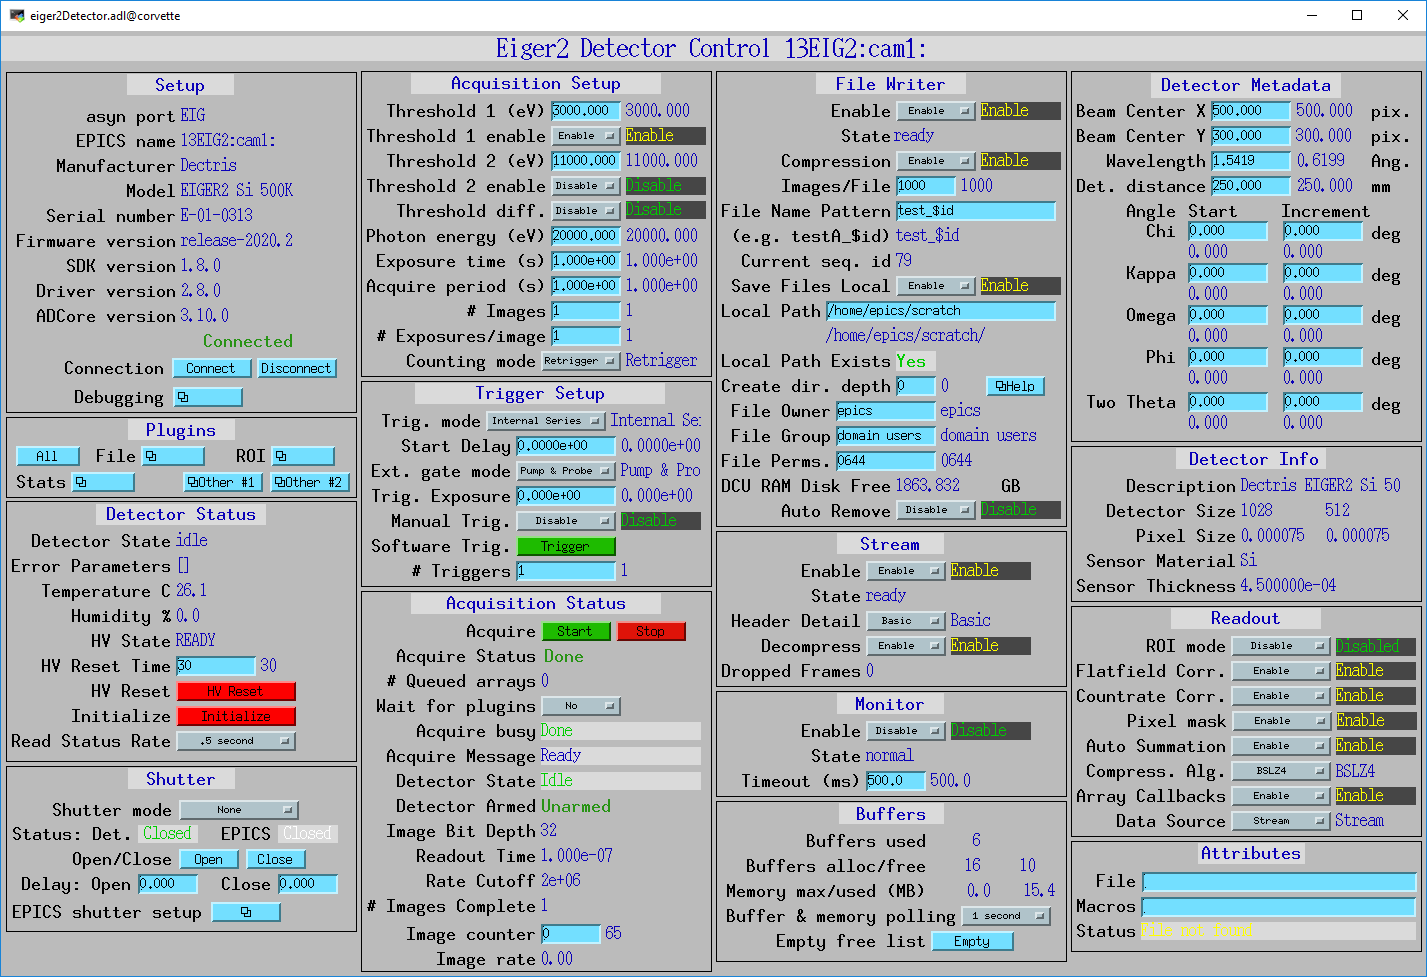 eiger2Detector.adl@corvette
Eiger2 Detector Control 13EIG2:cam1:
Setup
asyn port EIG
EPICS name 13EIG2:cam1:
Manufacturer Dectris
Model EIGER2 Si 500K
Serial number E-01-0313
Firmware version release-2020.2
SDK version 1.8.0
Driver version 2.8.0
ADCore version 3.10.0
Connected
Connection Connect Disconnect
Debugging
Plugins
All File ROI
Stats Other #1 Other #2
Detector Status
Detector State idle
Error Parameters []
Temperature C 26.1
Humidity % 0.0
HV State READY
HV Reset Time 30 30
HV Reset HV Reset
Initialize Initialize
Read Status Rate .5 second
Shutter
Shutter mode None
Status: Det. Closed EPICS Closed
Open/Close Open Close
Delay: Open 0.000 Close 0.000
EPICS shutter setup
Acquisition Setup
Threshold 1 (eV) 3000.000 3000.000
Threshold 1 enable Enable Enable
Threshold 2 (eV) 11000.000 11000.000
Threshold 2 enable Disable Disable
Threshold diff. Disable Disable
Photon energy (eV) 20000.000 20000.000
Exposure time (s) 1.000e+00 1.000e+00
Acquire period (s) 1.000e+00 1.000e+00
# Images 1 1
# Exposures/image 1 1
Counting mode Retrigger Retrigger
Trigger Setup
Trig. mode Internal Series Internal Se
Start Delay 0.0000e+00 0.0000e+00
Ext. gate mode Pump & Probe Pump & Pro
Trig. Exposure 0.000e+00 0.000e+00
Manual Trig. Disable Disable
Software Trig. Trigger
# Triggers 1 1
Acquisition Status
Acquire Start Stop
Acquire Status Done
# Queued arrays 0
Wait for plugins No
Acquire busy Done
Acquire Message Ready
Detector State Idle
Detector Armed Unarmed
Image Bit Depth 32
Readout Time 1.000e-07
Rate Cutoff 2e+06
# Images Complete 1
Image counter 0 65
Image rate 0.00
File Writer
Enable Enable Enable
State ready
Compression Enable Enable
Images/File 1000 1000
File Name Pattern test_$id
(e.g. testA_$id) test_$id
Current seq. id 79
Save Files Local Enable Enable
Local Path /home/epics/scratch
/home/epics/scratch/
Local Path Exists Yes
Create dir. depth 0 0 Help
File Owner epics epics
File Group domain users domain users
File Perms. 0644 0644
DCU RAM Disk Free 1863.832 GB
Auto Remove Disable Disable
Stream
Enable Enable Enable
State ready
Header Detail Basic Basic
Decompress Enable Enable
Dropped Frames 0
Monitor
Enable Disable Disable
State normal
Timeout (ms) 500.0 500.0
Buffers
Buffers used 6
Buffers alloc/free 16 10
Memory max/used (MB) 0.0 15.4
Buffer & memory polling 1 second
Empty free list Empty
Detector Metadata
Beam Center X 500.000 500.000 pix.
Beam Center Y 300.000 300.000 pix.
Wavelength 1.5419 0.6199 Ang.
Det. distance 250.000 250.000 mm
Angle Start Increment
Chi 0.000 0.000 deg
0.000 0.000
Kappa 0.000 0.000 deg
0.000 0.000
Omega 0.000 0.000 deg
0.000 0.000
Phi 0.000 0.000 deg
0.000 0.000
Two Theta 0.000 0.000 deg
0.000 0.000
Detector Info
Description Dectris EIGER2 Si 50
Detector Size 1028 512
Pixel Size 0.000075 0.000075
Sensor Material Si
Sensor Thickness 4.500000e-04
Readout
ROI mode Disable Disabled
Flatfield Corr. Enable Enable
Countrate Corr. Enable Enable
Pixel mask Enable Enable
Auto Summation Enable Enable
Compress. Alg. BSLZ4 BSLZ4
Array Callbacks Enable Enable
Data Source Stream Stream
Attributes
File
Macros
Status File not found